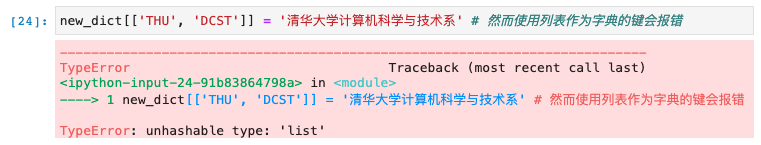 [24]: new_dict[['THU', 'DCST']] = '清华大学计算机科学与技术系' # 然而使用列表作为字典的键会报错
---------------------------------------------------------------------------
TypeError                                 Traceback (most recent call last)
<ipython-input-24-91b83864798a> in <module>
----> 1 new_dict[['THU', 'DCST']] = '清华大学计算机科学与技术系' # 然而使用列表作为字典的键会报错
TypeError: unhashable type: 'list'